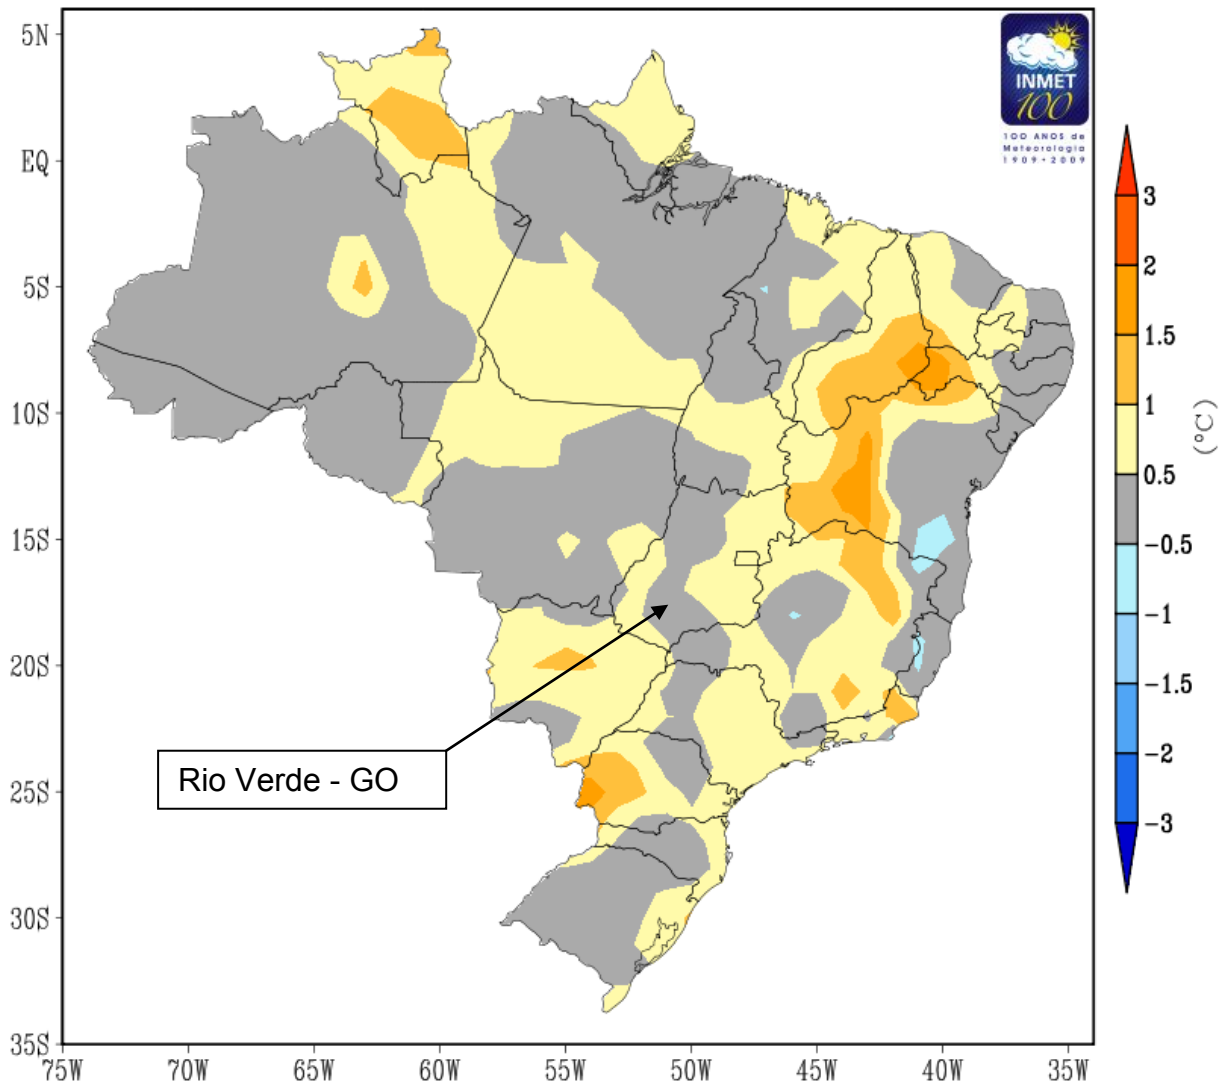 5N
EQ
5S
10S
15S
20S
25S
30S
35S
75W 70W 65W 60W 55W 50W 45W 40W 35W
INMET
100
100 ANOS de
Meteorologia
1909-2009
3
2
1.5
1
0.5
-0.5
-1
-1.5
-2
-3
(°C)
Rio Verde - GO